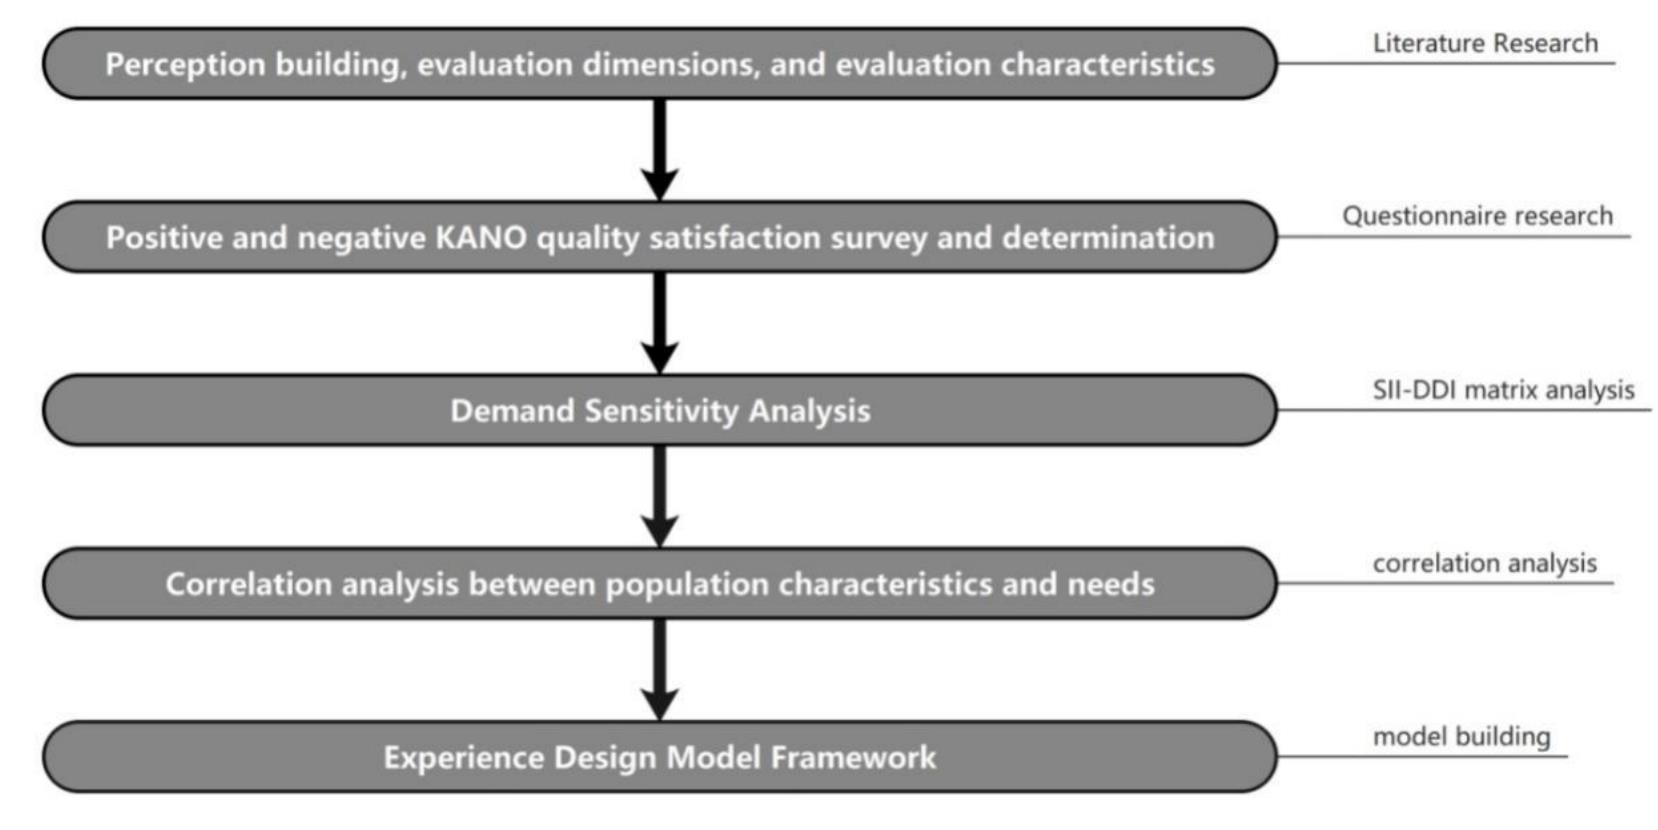 Perception building, evaluation dimensions, and evaluation characteristics
Literature Research
Positive and negative KANO quality satisfaction survey and determination
Questionnaire research
Demand Sensitivity Analysis
SII-DDI matrix analysis
Correlation analysis between population characteristics and needs
correlation analysis
Experience Design Model Framework
model building